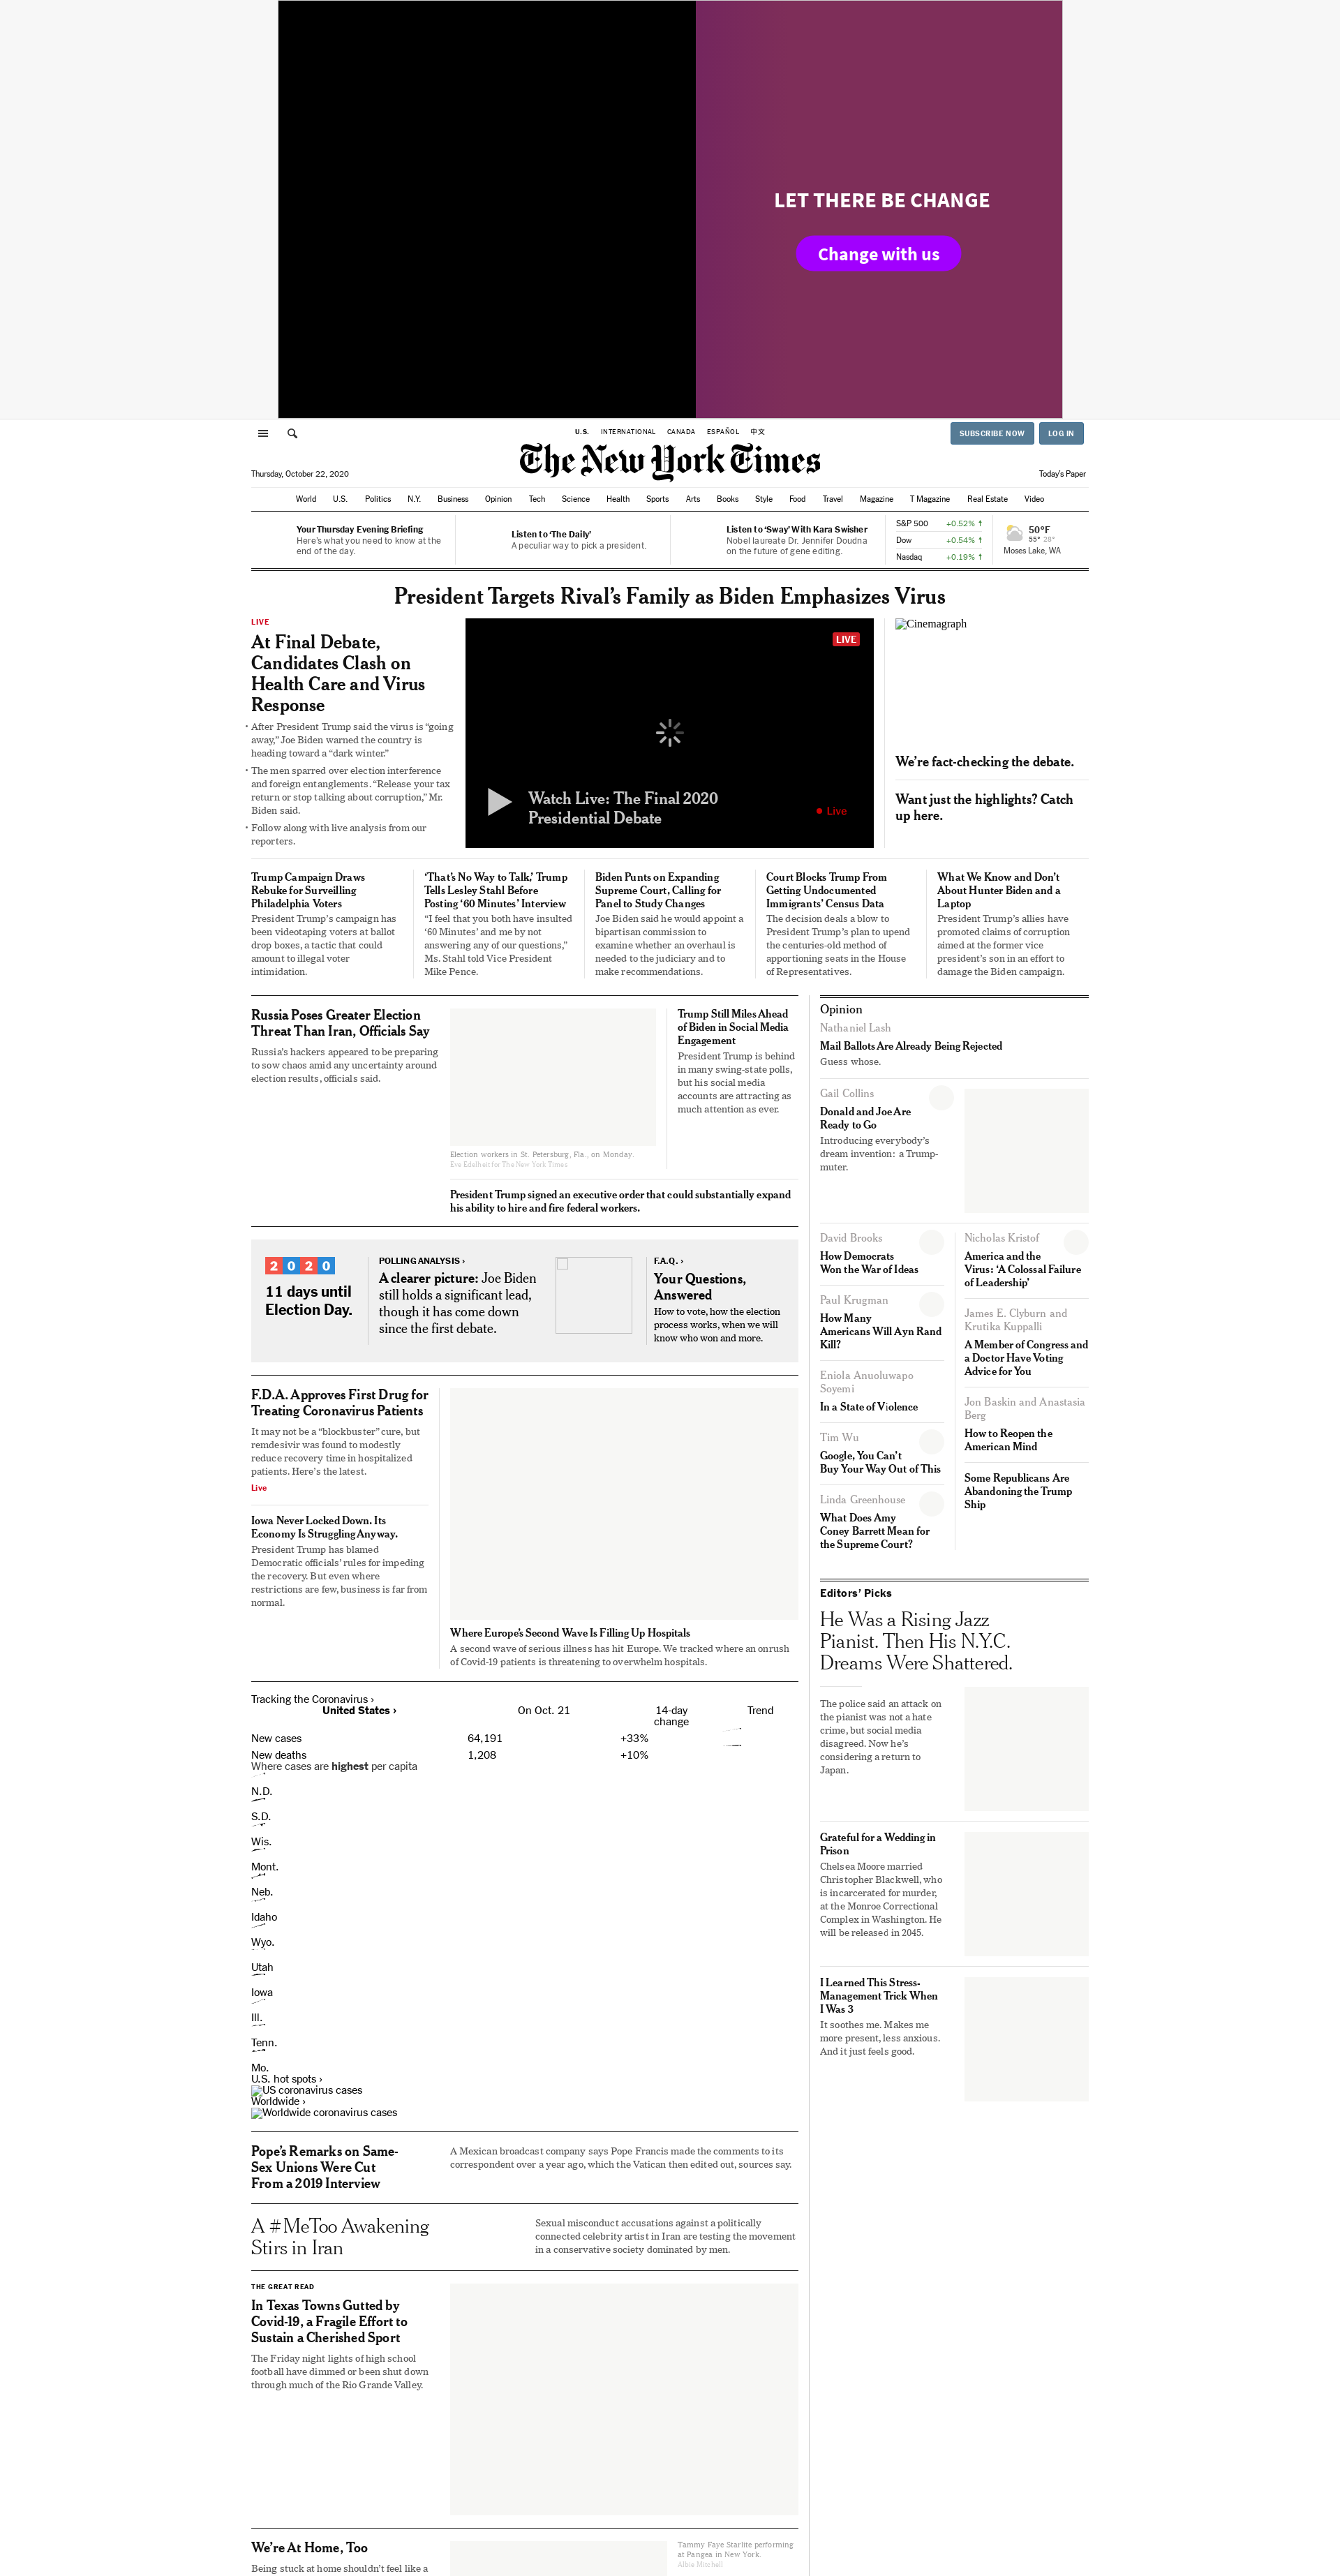 LET THERE BE CHANGE
Change with us
U.S. INTERNATIONAL CANADA ESPAÑOL 中文
SUBSCRIBE NOW LOG IN
The New York Times
Thursday, October 22, 2020
Today's Paper
World U.S. Politics N.Y. Business Opinion Tech Science Health Sports Arts Books Style Food Travel Magazine T Magazine Real Estate Video
Your Thursday Evening Briefing
Here's what you need to know at the
end of the day.
Listen to 'The Daily'
A peculiar way to pick a president.
Listen to 'Sway' With Kara Swisher
Nobel laureate Dr. Jennifer Doudna
on the future of gene editing.
S&P 500 +0.52% ↑
Dow +0.54% ↑
Nasdaq +0.19% ↑
50°F
55° 28°
Moses Lake, WA
President Targets Rival's Family as Biden Emphasizes Virus
LIVE
At Final Debate,
Candidates Clash on
Health Care and Virus
Response
• After President Trump said the virus is “going
away,” Joe Biden warned the country is
heading toward a “dark winter.”
• The men sparred over election interference
and foreign entanglements. “Release your tax
return or stop talking about corruption,” Mr.
Biden said.
• Follow along with live analysis from our
reporters.
LIVE
Watch Live: The Final 2020
Presidential Debate
Live
Cinemagraph
We're fact-checking the debate.
Want just the highlights? Catch
up here.
Trump Campaign Draws
Rebuke for Surveilling
Philadelphia Voters
President Trump's campaign has
been videotaping voters at ballot
drop boxes, a tactic that could
amount to illegal voter
intimidation.
‘That's No Way to Talk,’ Trump
Tells Lesley Stahl Before
Posting ‘60 Minutes’ Interview
“I feel that you both have insulted
‘60 Minutes’ and me by not
answering any of our questions,”
Ms. Stahl told Vice President
Mike Pence.
Biden Punts on Expanding
Supreme Court, Calling for
Panel to Study Changes
Joe Biden said he would appoint a
bipartisan commission to
examine whether an overhaul is
needed to the judiciary and to
make recommendations.
Court Blocks Trump From
Getting Undocumented
Immigrants' Census Data
The decision deals a blow to
President Trump's plan to upend
the centuries-old method of
apportioning seats in the House
of Representatives.
What We Know and Don't
About Hunter Biden and a
Laptop
President Trump's allies have
promoted claims of corruption
aimed at the former vice
president's son in an effort to
damage the Biden campaign.
Russia Poses Greater Election
Threat Than Iran, Officials Say
Russia's hackers appeared to be preparing
to sow chaos amid any uncertainty around
election results, officials said.
Election workers in St. Petersburg, Fla., on Monday.
Eve Edelheit for The New York Times
Trump Still Miles Ahead
of Biden in Social Media
Engagement
President Trump is behind
in many swing-state polls,
but his social media
accounts are attracting as
much attention as ever.
President Trump signed an executive order that could substantially expand
his ability to hire and fire federal workers.
2020
11 days until
Election Day.
POLLING ANALYSIS ›
A clearer picture: Joe Biden
still holds a significant lead,
though it has come down
since the first debate.
F.A.Q. ›
Your Questions,
Answered
How to vote, how the election
process works, when we will
know who won and more.
F.D.A. Approves First Drug for
Treating Coronavirus Patients
It may not be a “blockbuster” cure, but
remdesivir was found to modestly
reduce recovery time in hospitalized
patients. Here's the latest.
Live
Iowa Never Locked Down. Its
Economy Is Struggling Anyway.
President Trump has blamed
Democratic officials' rules for impeding
the recovery. But even where
restrictions are few, business is far from
normal.
Where Europe's Second Wave Is Filling Up Hospitals
A second wave of serious illness has hit Europe. We tracked where an onrush
of Covid-19 patients is threatening to overwhelm hospitals.
Tracking the Coronavirus ›
United States › On Oct. 21 14-day
change Trend
New cases 64,191 +33%
New deaths 1,208 +10%
Where cases are highest per capita
N.D.
S.D.
Wis.
Mont.
Neb.
Idaho
Wyo.
Utah
Iowa
Ill.
Tenn.
Mo.
U.S. hot spots ›
US coronavirus cases
Worldwide ›
Worldwide coronavirus cases
Pope's Remarks on Same-
Sex Unions Were Cut
From a 2019 Interview
A Mexican broadcast company says Pope Francis made the comments to its
correspondent over a year ago, which the Vatican then edited out, sources say.
A #MeToo Awakening
Stirs in Iran
Sexual misconduct accusations against a politically
connected celebrity artist in Iran are testing the movement
in a conservative society dominated by men.
THE GREAT READ
In Texas Towns Gutted by
Covid-19, a Fragile Effort to
Sustain a Cherished Sport
The Friday night lights of high school
football have dimmed or been shut down
through much of the Rio Grande Valley.
We're At Home, Too
Being stuck at home shouldn't feel like a
Tammy Faye Starlite performing
at Pangea in New York.
Albie Mitchell
Opinion
Nathaniel Lash
Mail Ballots Are Already Being Rejected
Guess whose.
Gail Collins
Donald and Joe Are
Ready to Go
Introducing everybody's
dream invention: a Trump-
muter.
David Brooks
How Democrats
Won the War of Ideas
Paul Krugman
How Many
Americans Will Ayn Rand
Kill?
Eniola Anuoluwapo
Soyemi
In a State of Violence
Tim Wu
Google, You Can't
Buy Your Way Out of This
Linda Greenhouse
What Does Amy
Coney Barrett Mean for
the Supreme Court?
Nicholas Kristof
America and the
Virus: ‘A Colossal Failure
of Leadership’
James E. Clyburn and
Krutika Kuppalli
A Member of Congress and
a Doctor Have Voting
Advice for You
Jon Baskin and Anastasia
Berg
How to Reopen the
American Mind
Some Republicans Are
Abandoning the Trump
Ship
Editors' Picks
He Was a Rising Jazz
Pianist. Then His N.Y.C.
Dreams Were Shattered.
The police said an attack on
the pianist was not a hate
crime, but social media
disagreed. Now he's
considering a return to
Japan.
Grateful for a Wedding in
Prison
Chelsea Moore married
Christopher Blackwell, who
is incarcerated for murder,
at the Monroe Correctional
Complex in Washington. He
will be released in 2045.
I Learned This Stress-
Management Trick When
I Was 3
It soothes me. Makes me
more present, less anxious.
And it just feels good.